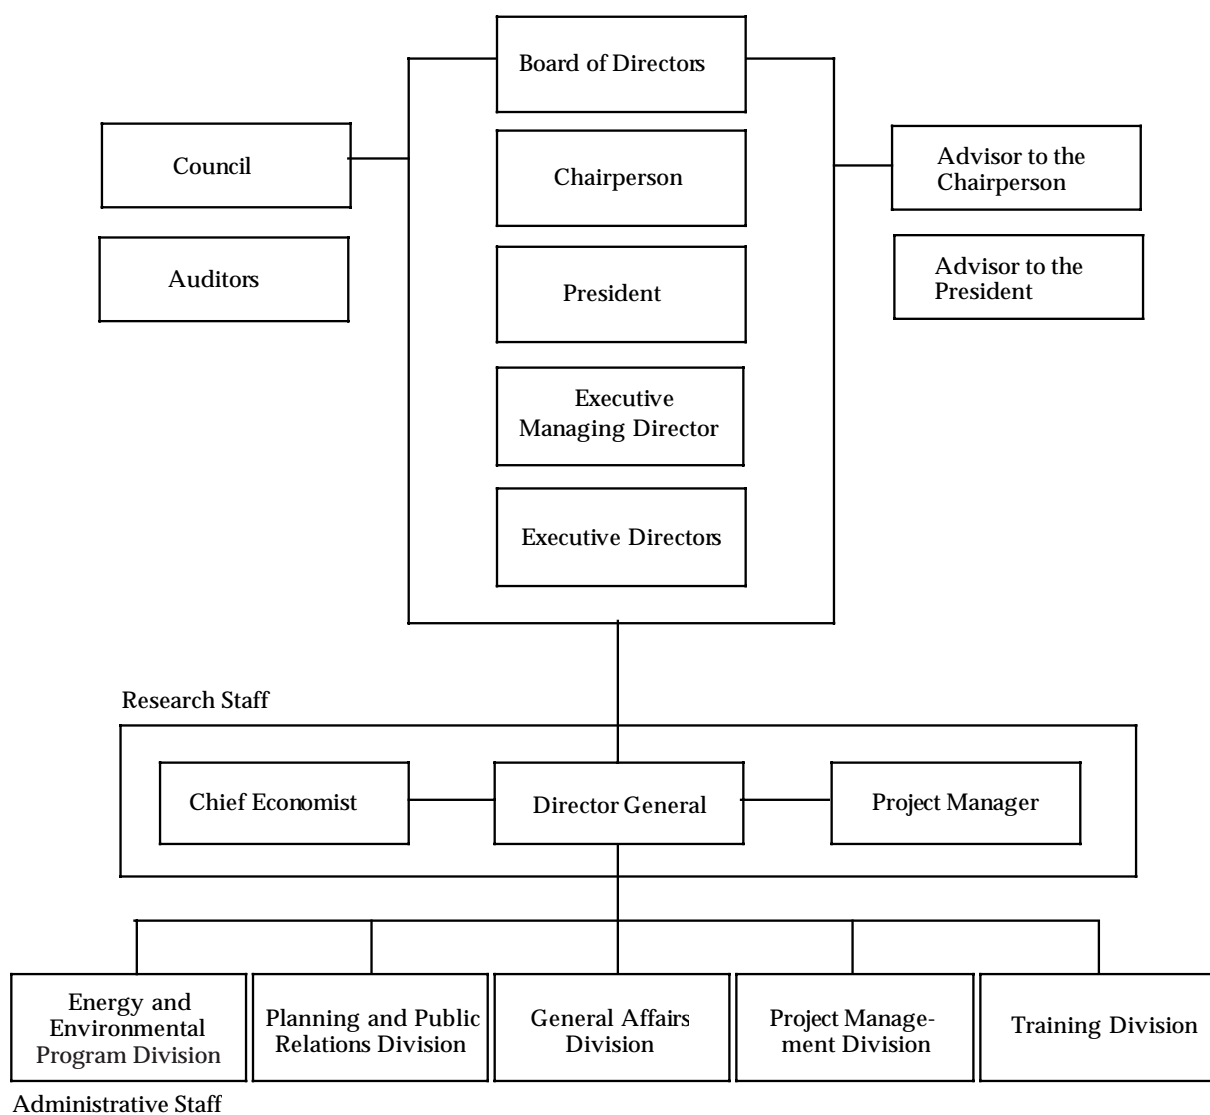 Board of Directors
Council
Chairperson
Advisor to the
Chairperson
Auditors
President
Advisor to the
President
Executive
Managing Director
Executive Directors
Research Staff
Chief Economist
Director General
Project Manager
Energy and
Environmental
Program Division
Planning and Public
Relations Division
General Affairs
Division
Project Manage-
ment Division
Training Division
Administrative Staff